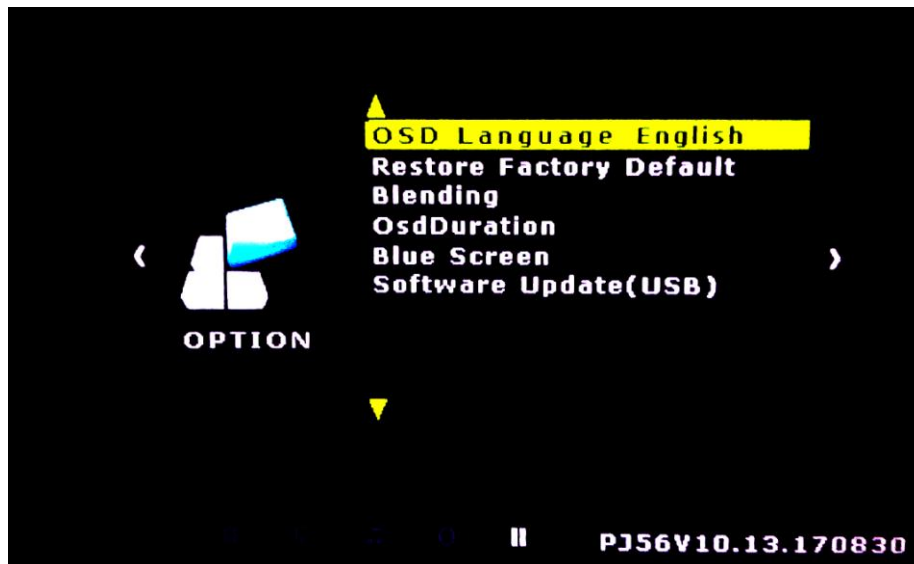 OSD Language English
Restore Factory Default
Blending
OsdDuration
Blue Screen
Software Update(USB)
OPTION
PJ56V10.13.170830